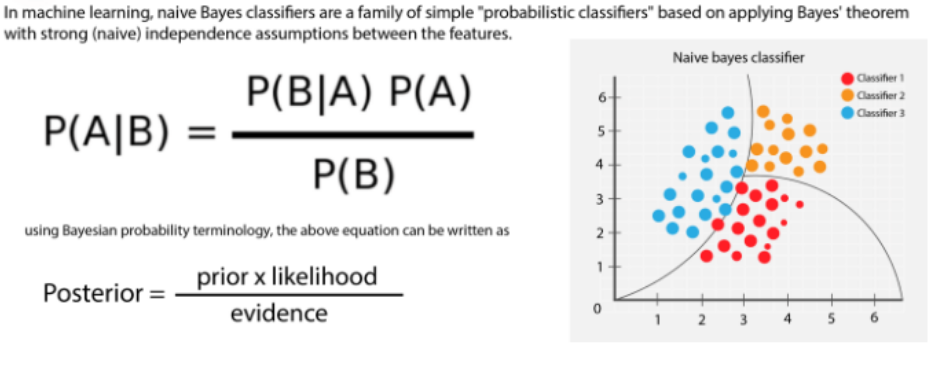 In machine learning, naive Bayes classifiers are a family of simple "probabilistic classifiers" based on applying Bayes' theorem
with strong (naive) independence assumptions between the features.
P(A|B) = P(B|A) P(A)
P(B)
using Bayesian probability terminology, the above equation can be written as
Posterior = prior x likelihood
evidence
Naive bayes classifier
Classifier 1
Classifier 2
Classifier 3
6
5
4
3
2
1
0
1 2 3 4 5 6